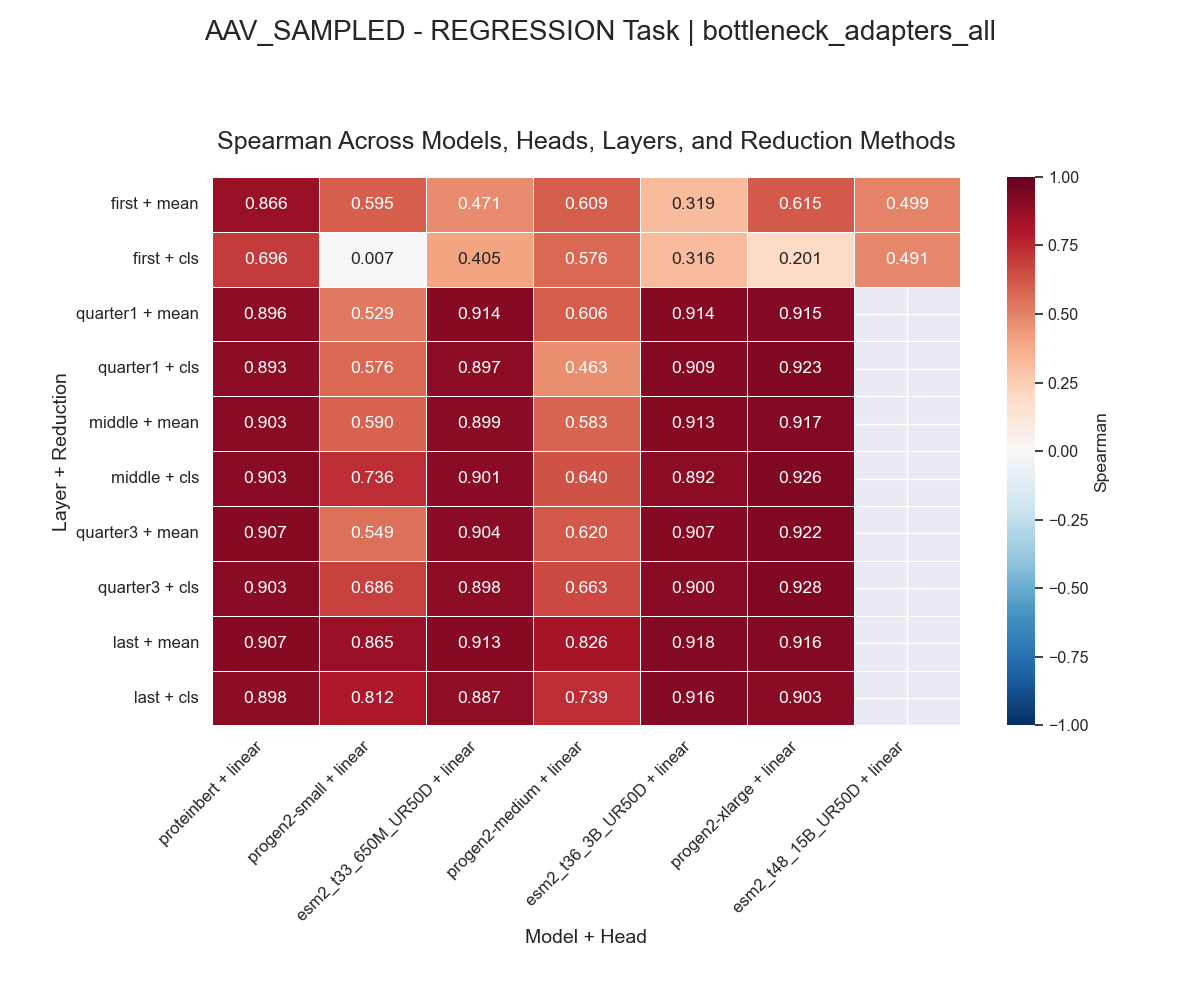 AAV_SAMPLED - REGRESSION Task | bottleneck_adapters_all
Spearman Across Models, Heads, Layers, and Reduction Methods
first + mean 0.866 0.595 0.471 0.609 0.319 0.615 0.499
first + cls 0.696 0.007 0.405 0.576 0.316 0.201 0.491
quarter1 + mean 0.896 0.529 0.914 0.606 0.914 0.915
quarter1 + cls 0.893 0.576 0.897 0.463 0.909 0.923
middle + mean 0.903 0.590 0.899 0.583 0.913 0.917
middle + cls 0.903 0.736 0.901 0.640 0.892 0.926
quarter3 + mean 0.907 0.549 0.904 0.620 0.907 0.922
quarter3 + cls 0.903 0.686 0.898 0.663 0.900 0.928
last + mean 0.907 0.865 0.913 0.826 0.918 0.916
last + cls 0.898 0.812 0.887 0.739 0.916 0.903
Layer + Reduction
proteinbert + linear
progen2-small + linear
esm2_t33_650M_UR50D + linear
progen2-medium + linear
esm2_t36_3B_UR50D + linear
progen2-xlarge + linear
esm2_t48_15B_UR50D + linear
Model + Head
1.00
0.75
0.50
0.25
0.00
−0.25
−0.50
−0.75
−1.00
Spearman